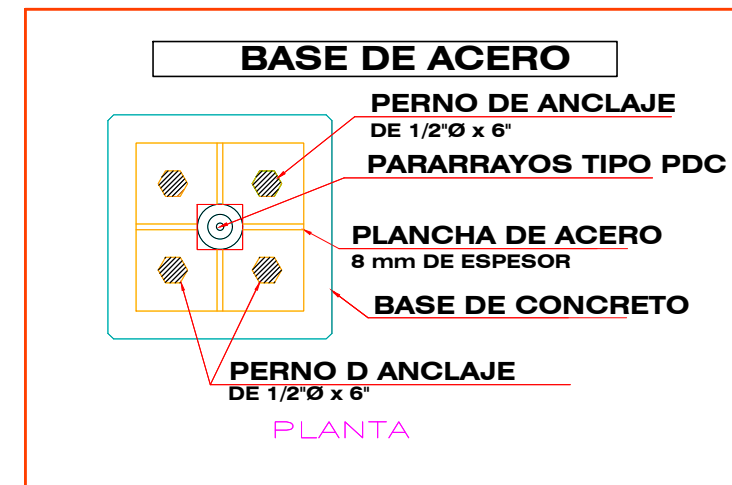 BASE DE ACERO
PERNO DE ANCLAJE
DE 1/2"Ø x 6"
PARARRAYOS TIPO PDC
PLANCHA DE ACERO
8 mm DE ESPESOR
BASE DE CONCRETO
PERNO D ANCLAJE
DE 1/2"Ø x 6"
PLANTA